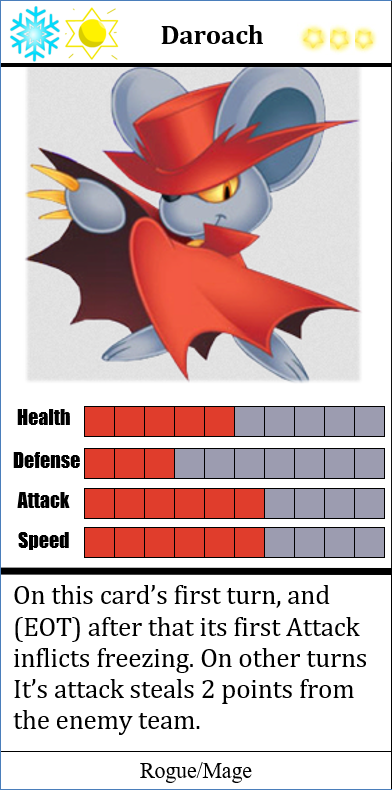 Daroach
Health
Defense
Attack
Speed
On this card's first turn, and
(EOT) after that its first Attack
inflicts freezing. On other turns
It's attack steals 2 points from
the enemy team.
Rogue/Mage